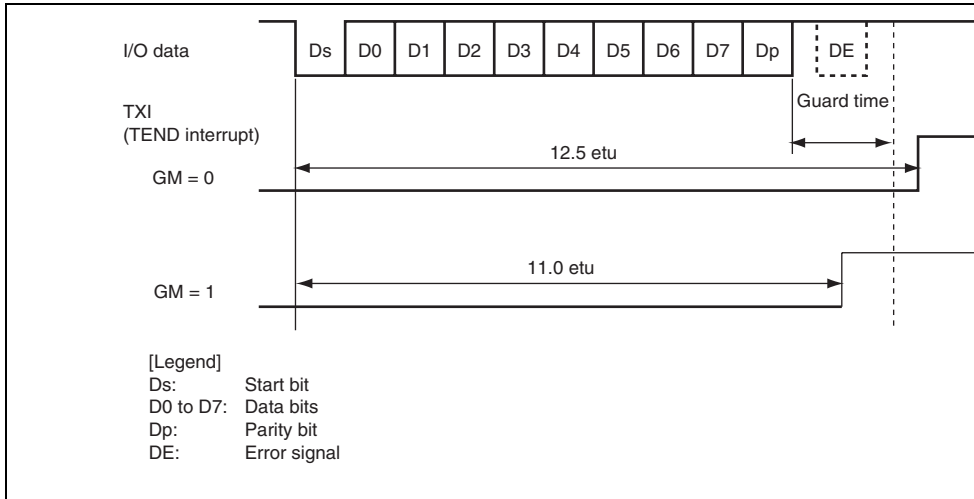 I/O data Ds D0 D1 D2 D3 D4 D5 D6 D7 Dp DE
Guard time
TXI
(TEND interrupt)
12.5 etu
GM = 0
11.0 etu
GM = 1
[Legend]
Ds: Start bit
D0 to D7: Data bits
Dp: Parity bit
DE: Error signal